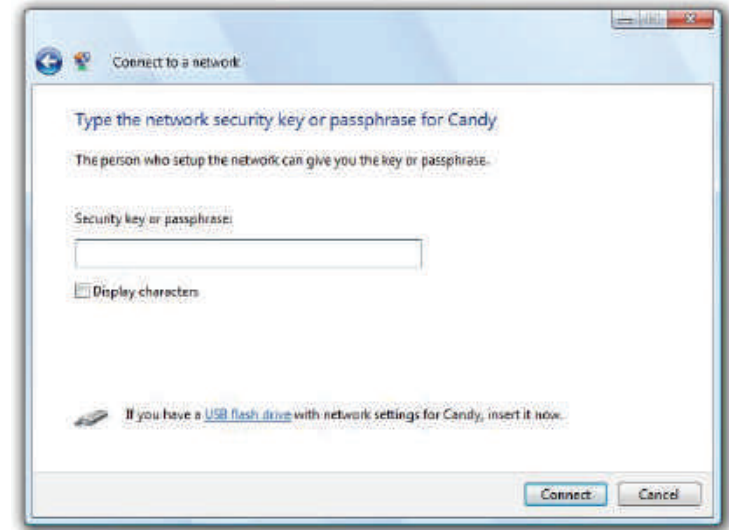 Connect to a network
Type the network security key or passphrase for Candy
The person who setup the network can give you the key or passphrase.
Security key or passphrase:
Display characters
If you have a USB flash drive with network settings for Candy, insert it now.
Connect Cancel